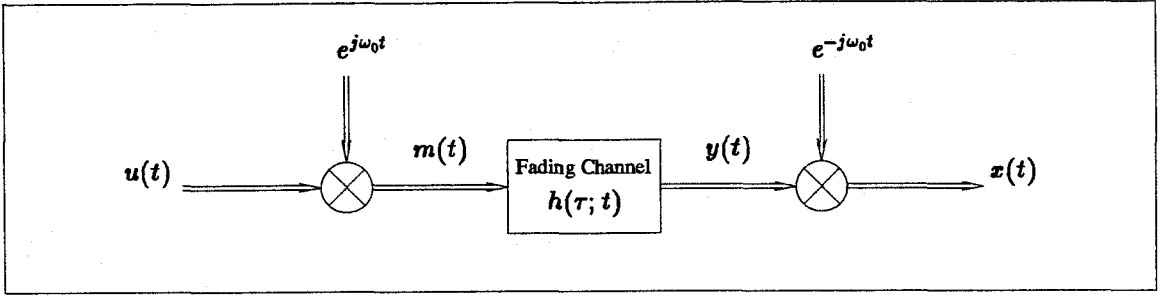 e^{jω₀t}
e^{-jω₀t}
u(t)
m(t)
Fading Channel
h(τ; t)
y(t)
x(t)